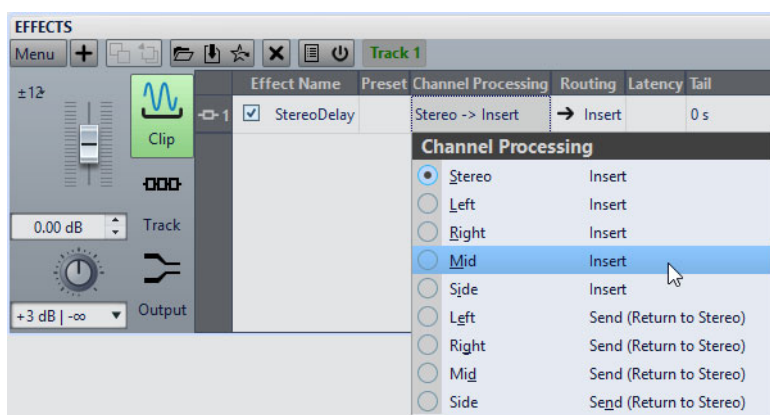 EFFECTS
Menu Track 1
Effect Name Preset Channel Processing Routing Latency Tail
±12
1 StereoDelay Stereo -> Insert → Insert 0 s
Clip
Channel Processing
Stereo Insert
Left Insert
Right Insert
Mid Insert
Side Insert
Left Send (Return to Stereo)
Right Send (Return to Stereo)
Mid Send (Return to Stereo)
Side Send (Return to Stereo)
0.00 dB Track
+3 dB | -∞ Output